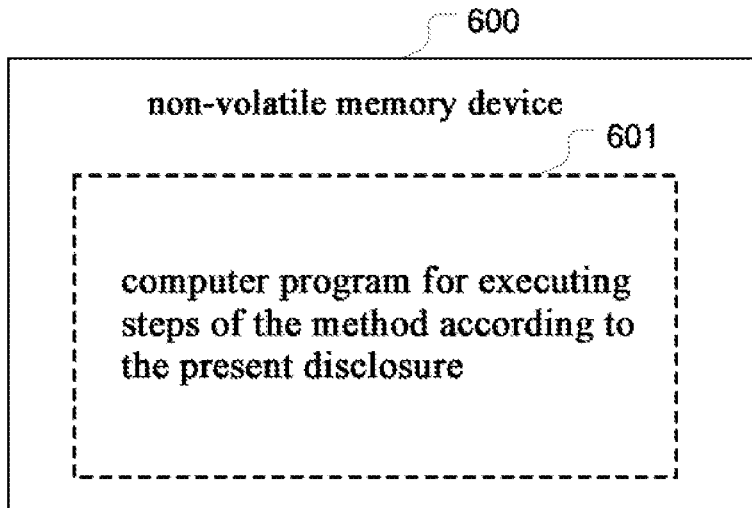 600
non-volatile memory device
601
computer program for executing
steps of the method according to
the present disclosure